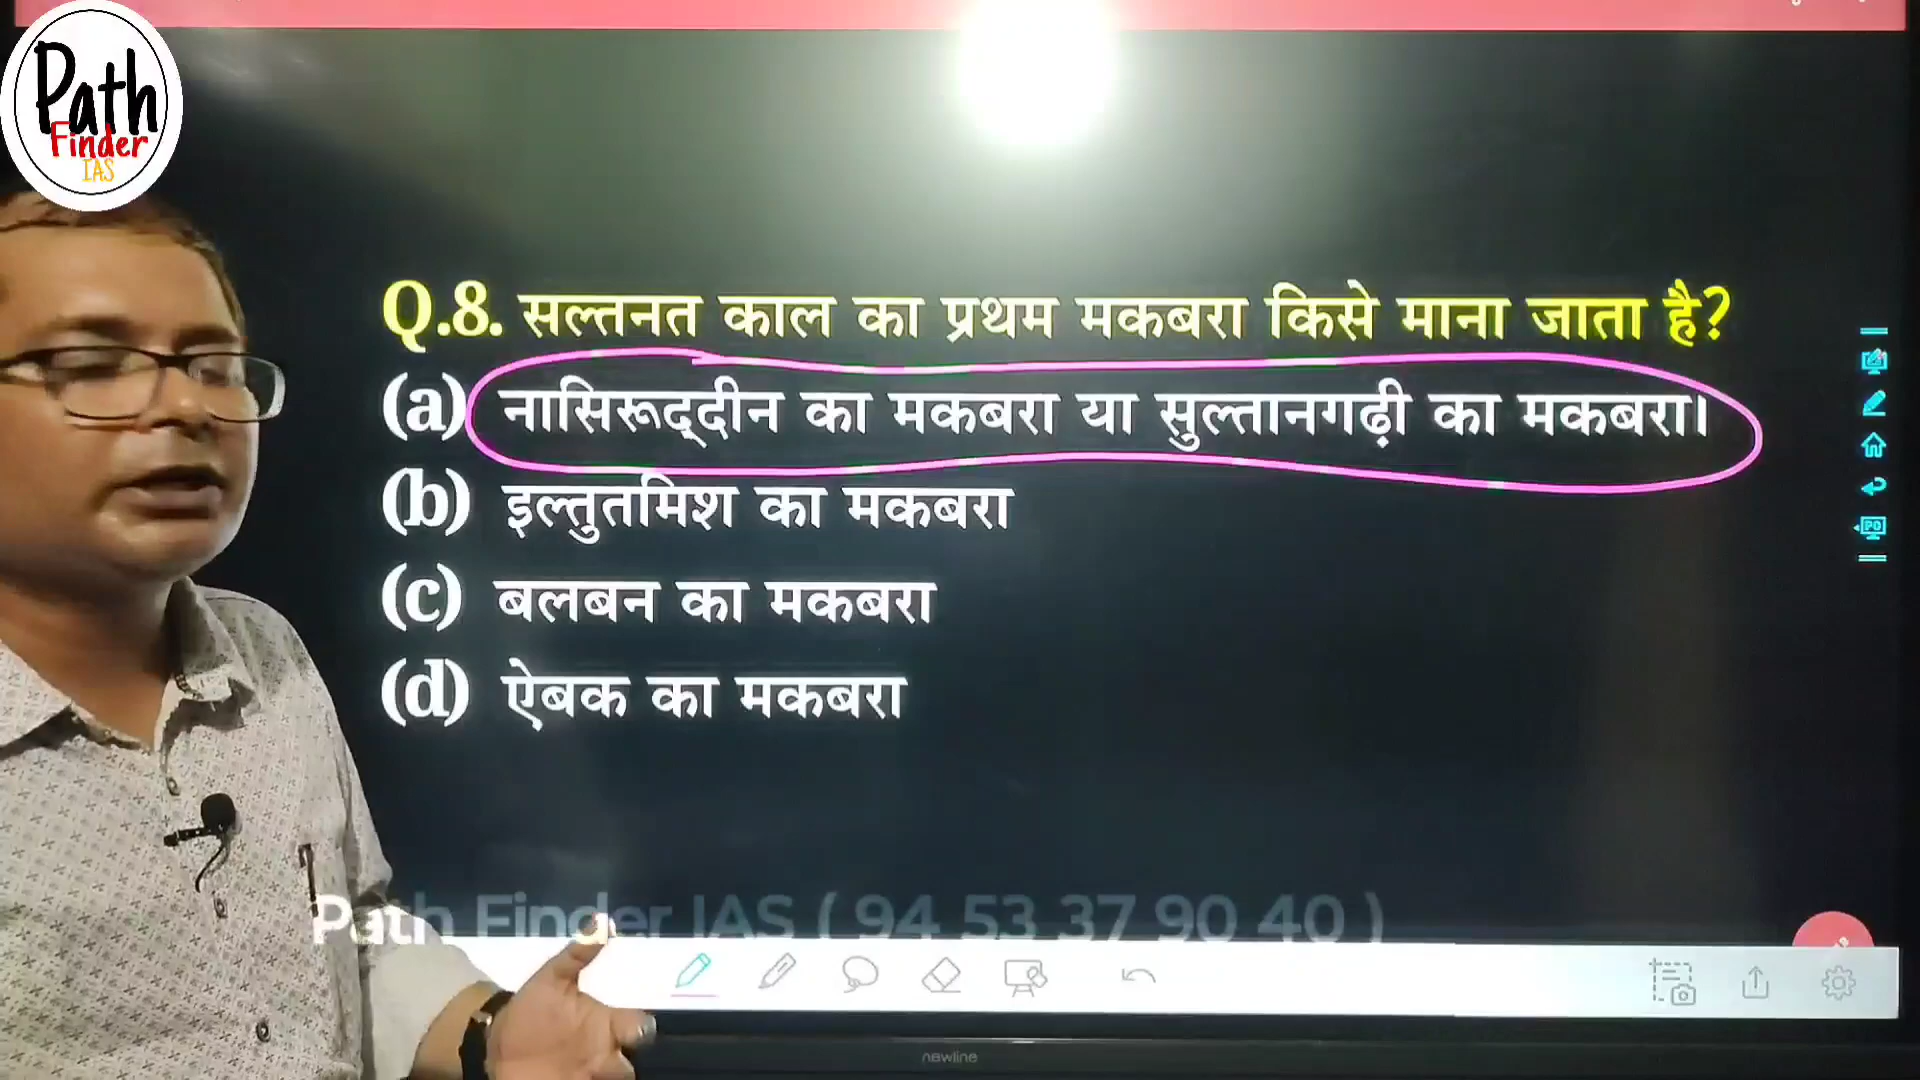 Path
Finder
IAS
Q.8. सल्तनत काल का प्रथम मकबरा किसे माना जाता है?
(a) नासिरूद्दीन का मकबरा या सुल्तानगढ़ी का मकबरा।
(b) इल्तुतमिश का मकबरा
(c) बलबन का मकबरा
(d) ऐबक का मकबरा
Path Finder IAS ( 94 53 37 90 40 )
newline